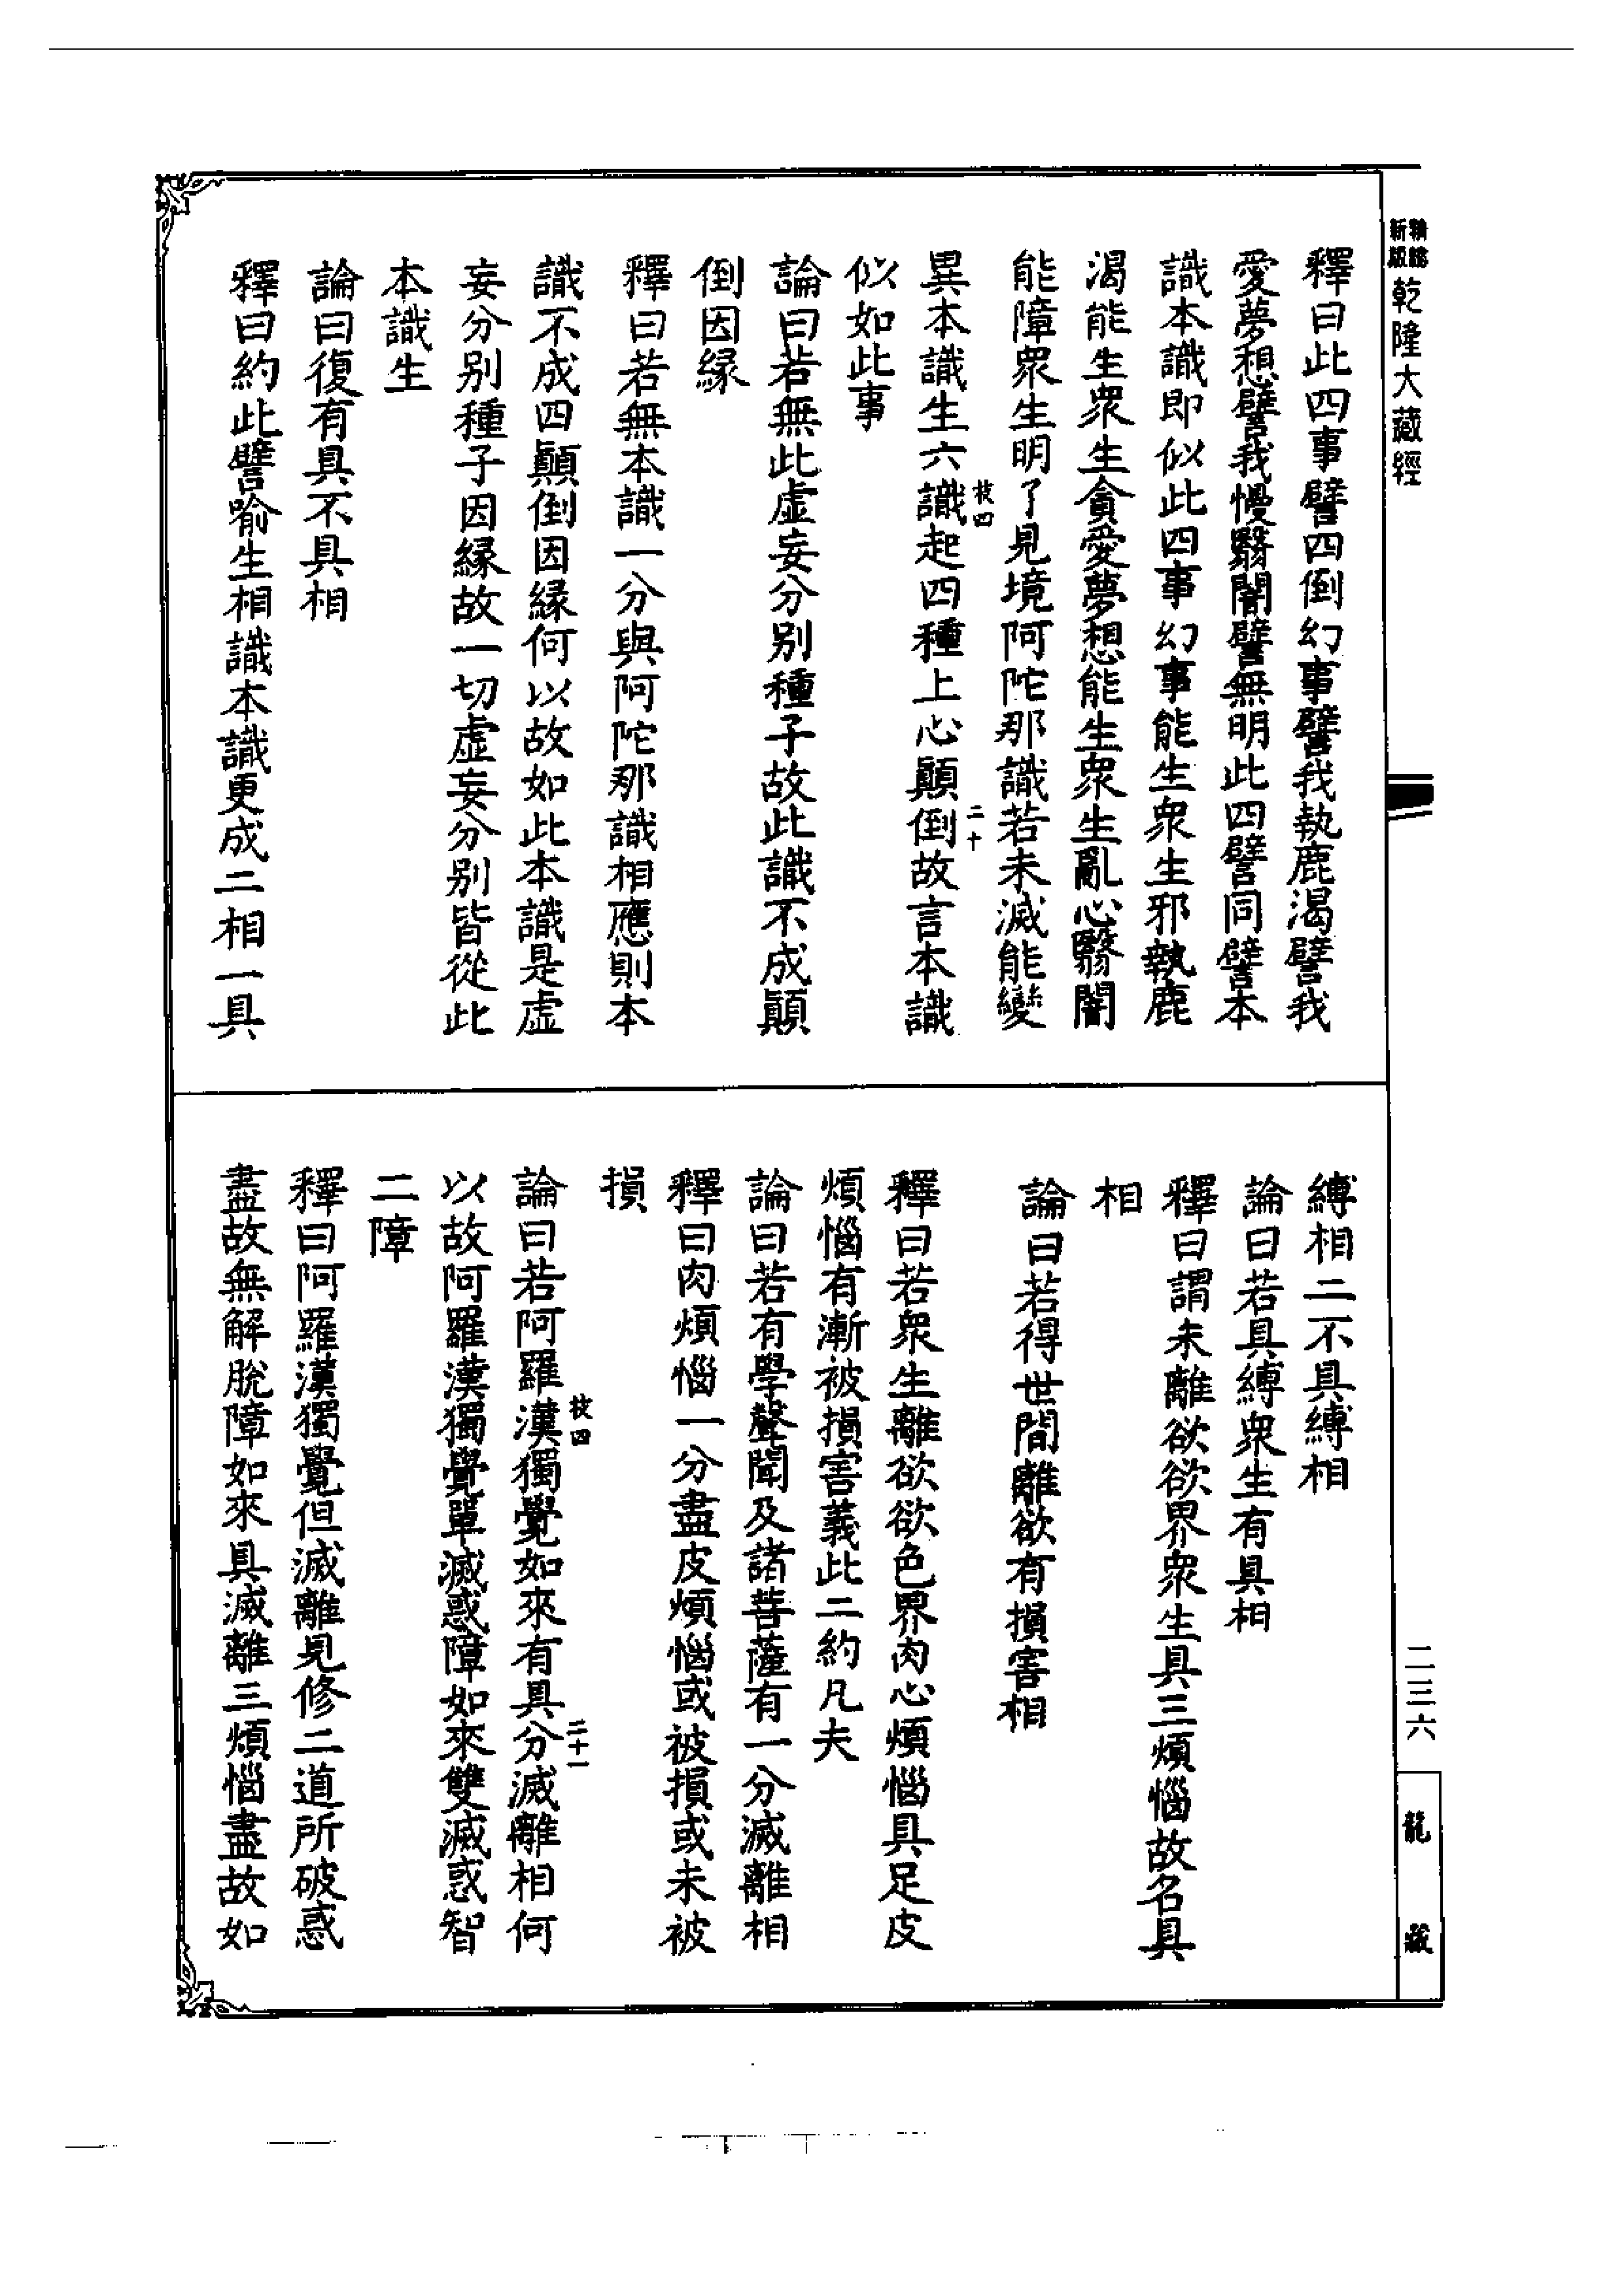 新版
精縮
乾隆大藏經
釋曰此四事譬四倒幻事譬我執鹿渴譬我
愛夢想譬我慢翳闇譬無明此四譬同譬本
識本識即似此四事幻事能生衆生邪執鹿
渴能生衆生貪愛夢想能生衆生亂心翳闇
能障衆生明了見境阿陀那識若未滅能變
異本識生六識起四種上心顛倒故言本識
似如此事
論曰若無此虛妄分別種子故此識不成顛
倒因緣
釋曰若無本識一分與阿陀那識相應則本
識不成四顛倒因緣何以故如此本識是虛
妄分別種子因緣故一切虛妄分別皆從此
本識生
論曰復有具不具相
釋曰約此譬喻生相識本識更成二相一具
縛相二不具縛相
論曰若具縛衆生有具相
釋曰謂未離欲欲界衆生具三煩惱故名具
相
論曰若得世間離欲有損害相
釋曰若衆生離欲欲色界肉心煩惱具足皮
煩惱有漸被損害義此二約凡夫
論曰若有學聲聞及諸菩薩有一分滅離相
釋曰肉煩惱一分盡皮煩惱或被損或未被
損
論曰若阿羅漢獨覺如來有具分滅離相何
以故阿羅漢獨覺單滅惑障如來雙滅惑智
二障
釋曰阿羅漢獨覺但滅離見修二道所破惑
盡故無解脫障如來具滅離三煩惱盡故如
二三六
龍藏
技四
二十
技四
二十一